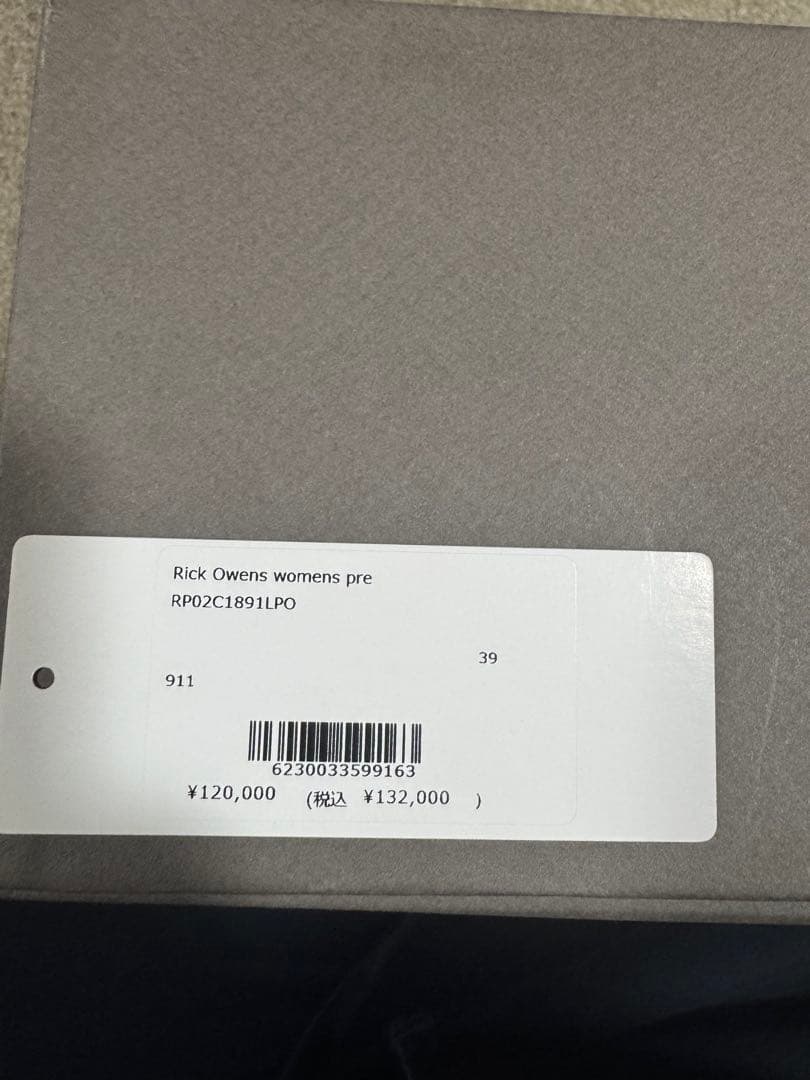 Rick Owens womens pre
RP02C1891LPO
39
911
6230033599163
¥120,000 (税込 ¥132,000 )